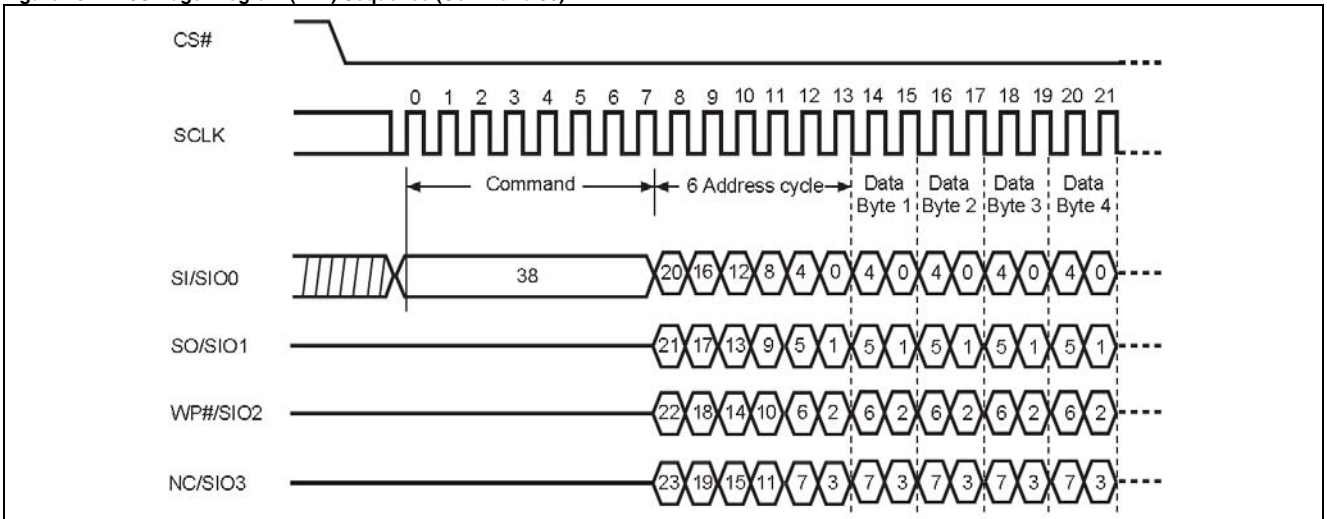 CS#
0 1 2 3 4 5 6 7 8 9 10 11 12 13 14 15 16 17 18 19 20 21
SCLK
Command 6 Address cycle Data Data Data Data
Byte 1 Byte 2 Byte 3 Byte 4
SI/SIO0 38 20 16 12 8 4 0 4 0 4 0 4 0 4 0
SO/SIO1 21 17 13 9 5 1 5 1 5 1 5 1 5 1
WP#/SIO2 22 18 14 10 6 2 6 2 6 2 6 2 6 2
NC/SIO3 23 19 15 11 7 3 7 3 7 3 7 3 7 3